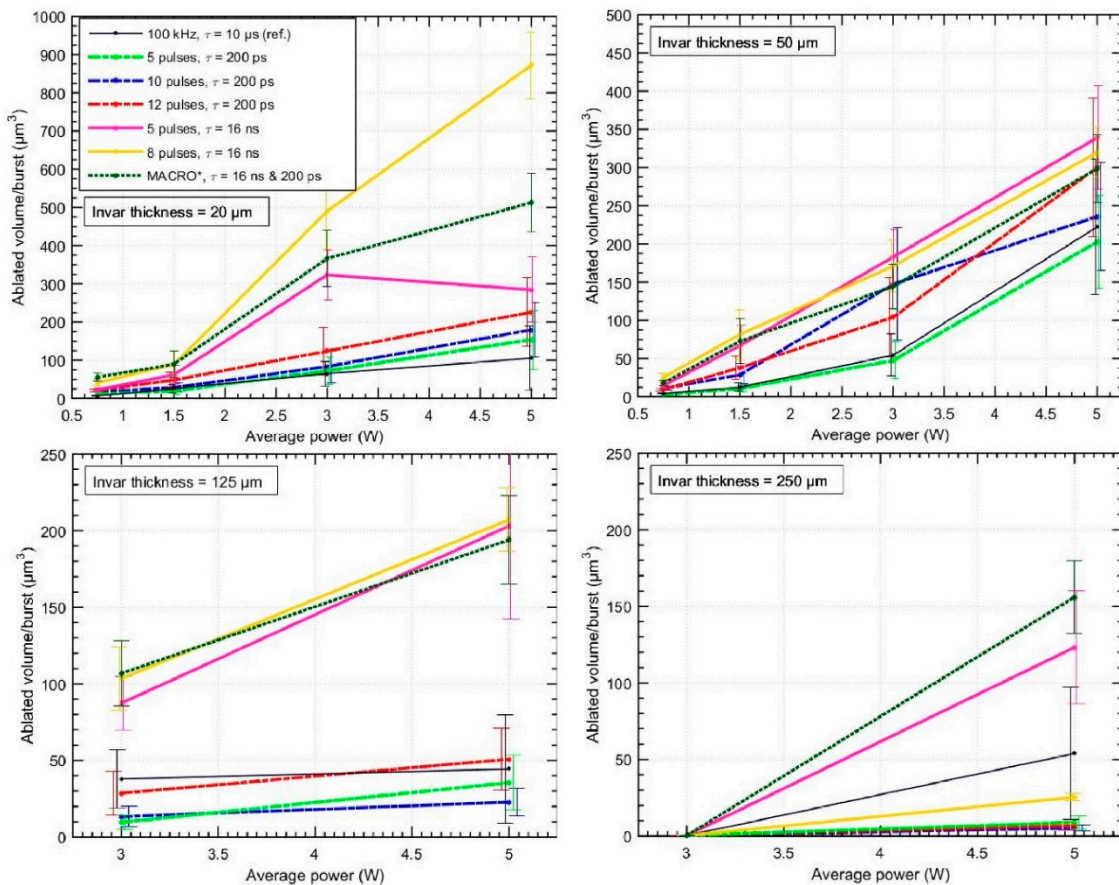 1000
900
800
700
600
500
400
300
200
100
0
Ablated volume/burst (µm³)
100 kHz, τ = 10 µs (ref.)
5 pulses, τ = 200 ps
10 pulses, τ = 200 ps
12 pulses, τ = 200 ps
5 pulses, τ = 16 ns
8 pulses, τ = 16 ns
MACRO*, τ = 16 ns & 200 ps
Invar thickness = 20 µm
0.5 1 1.5 2 2.5 3 3.5 4 4.5 5
Average power (W)
500
450
400
350
300
250
200
150
100
50
0
Ablated volume/burst (µm³)
Invar thickness = 50 µm
0.5 1 1.5 2 2.5 3 3.5 4 4.5 5
Average power (W)
250
200
150
100
50
0
Ablated volume/burst (µm³)
Invar thickness = 125 µm
3 3.5 4 4.5 5
Average power (W)
250
200
150
100
50
0
Ablated volume/burst (µm³)
Invar thickness = 250 µm
3 3.5 4 4.5 5
Average power (W)